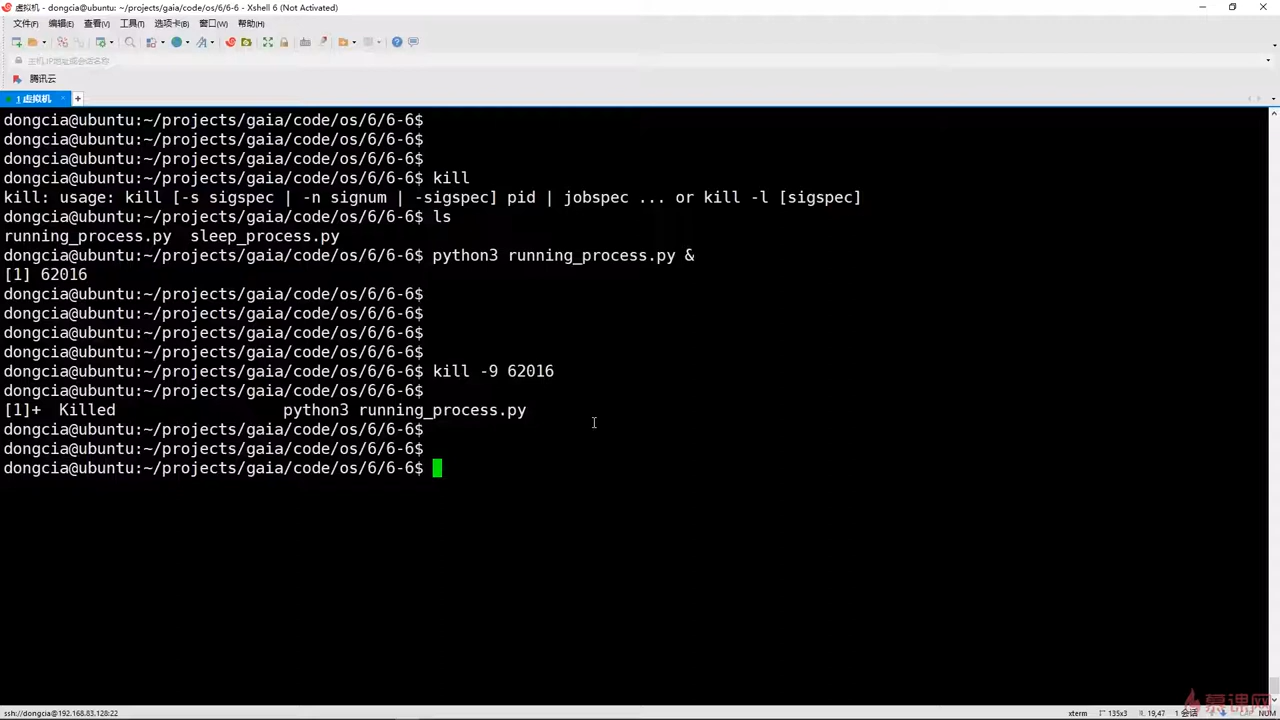 虚拟机 - dongcia@ubuntu: ~/projects/gaia/code/os/6/6-6 - Xshell 6 (Not Activated)
文件(F) 编辑(E) 查看(V) 工具(T) 选项卡(B) 窗口(W) 帮助(H)
主机,IP地址或会话名称
腾讯云
1 虚拟机 × +
dongcia@ubuntu:~/projects/gaia/code/os/6/6-6$
dongcia@ubuntu:~/projects/gaia/code/os/6/6-6$
dongcia@ubuntu:~/projects/gaia/code/os/6/6-6$
dongcia@ubuntu:~/projects/gaia/code/os/6/6-6$ kill
kill: usage: kill [-s sigspec | -n signum | -sigspec] pid | jobspec ... or kill -l [sigspec]
dongcia@ubuntu:~/projects/gaia/code/os/6/6-6$ ls
running_process.py  sleep_process.py
dongcia@ubuntu:~/projects/gaia/code/os/6/6-6$ python3 running_process.py &
[1] 62016
dongcia@ubuntu:~/projects/gaia/code/os/6/6-6$
dongcia@ubuntu:~/projects/gaia/code/os/6/6-6$
dongcia@ubuntu:~/projects/gaia/code/os/6/6-6$
dongcia@ubuntu:~/projects/gaia/code/os/6/6-6$
dongcia@ubuntu:~/projects/gaia/code/os/6/6-6$ kill -9 62016
dongcia@ubuntu:~/projects/gaia/code/os/6/6-6$
[1]+  Killed                  python3 running_process.py
dongcia@ubuntu:~/projects/gaia/code/os/6/6-6$
dongcia@ubuntu:~/projects/gaia/code/os/6/6-6$
dongcia@ubuntu:~/projects/gaia/code/os/6/6-6$
慕课网
ssh://dongcia@192.168.83.128:22 xterm 135x3 19,47 1 会话 NUM